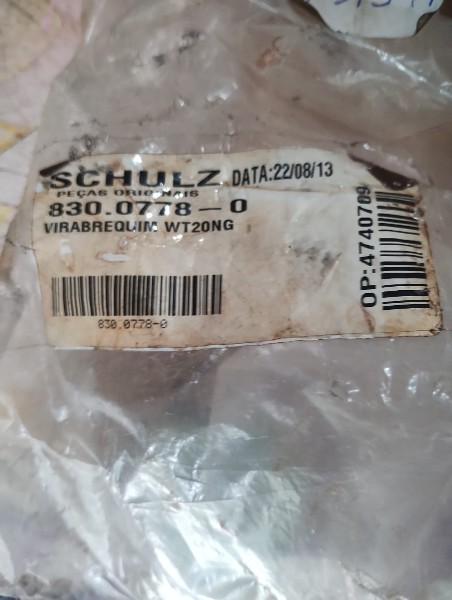 SCHULZ DATA:22/08/13
PEÇAS ORIGINAIS
830.0778-0
VIRABREQUIM WT20NG
830.0778-0
OP:4740709